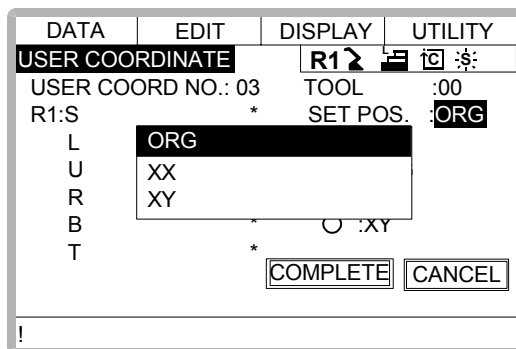 DATA EDIT DISPLAY UTILITY
USER COORDINATE R1 C S
USER COORD NO.: 03 TOOL :00
R1:S * SET POS. :ORG
L ORG
U XX
R XY
B * :XY
T *
COMPLETE CANCEL
!